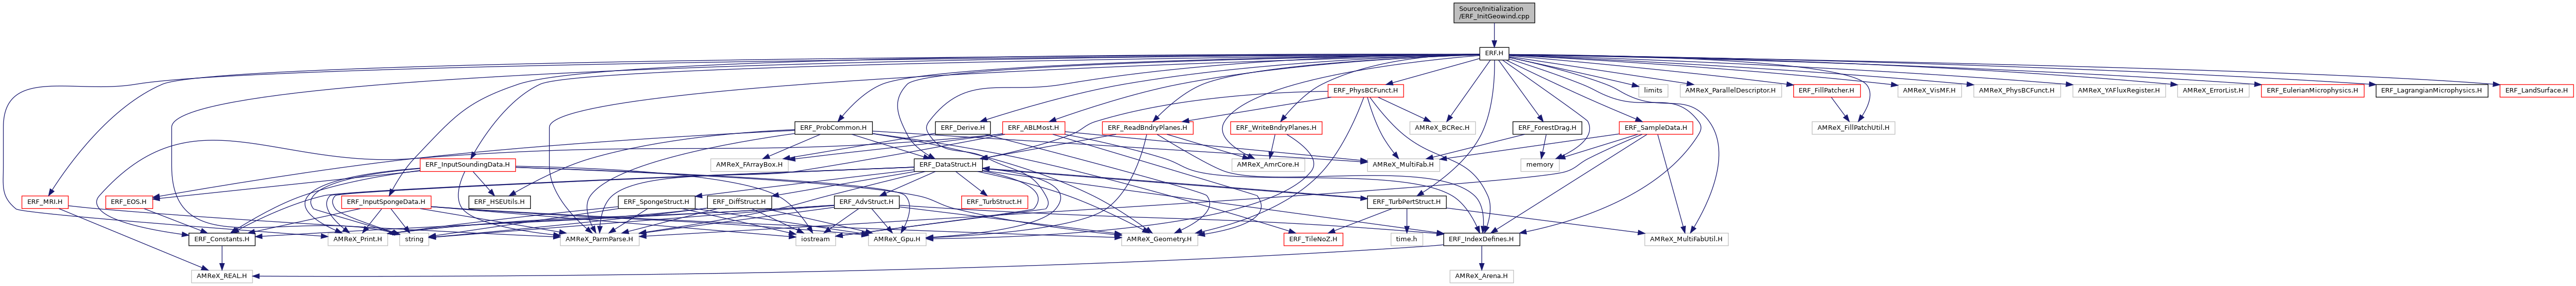 Source/Initialization
/ERF_InitGeowind.cpp
ERF.H
ERF_PhysBCFunct.H
limits
AMReX_ParallelDescriptor.H
ERF_FillPatcher.H
AMReX_VisMF.H
AMReX_PhysBCFunct.H
AMReX_YAFluxRegister.H
AMReX_ErrorList.H
ERF_EulerianMicrophysics.H
ERF_LagrangianMicrophysics.H
ERF_LandSurface.H
ERF_ProbCommon.H
ERF_Derive.H
ERF_ABLMost.H
ERF_ReadBndryPlanes.H
ERF_WriteBndryPlanes.H
AMReX_BCRec.H
ERF_ForestDrag.H
ERF_SampleData.H
AMReX_FillPatchUtil.H
ERF_InputSoundingData.H
AMReX_FArrayBox.H
ERF_DataStruct.H
AMReX_AmrCore.H
AMReX_MultiFab.H
memory
ERF_MRI.H
ERF_EOS.H
ERF_InputSpongeData.H
ERF_HSEUtils.H
ERF_SpongeStruct.H
ERF_DiffStruct.H
ERF_AdvStruct.H
ERF_TurbStruct.H
ERF_TurbPertStruct.H
ERF_Constants.H
AMReX_Print.H
string
AMReX_ParmParse.H
iostream
AMReX_Gpu.H
AMReX_Geometry.H
ERF_TileNoZ.H
time.h
ERF_IndexDefines.H
AMReX_MultiFabUtil.H
AMReX_REAL.H
AMReX_Arena.H